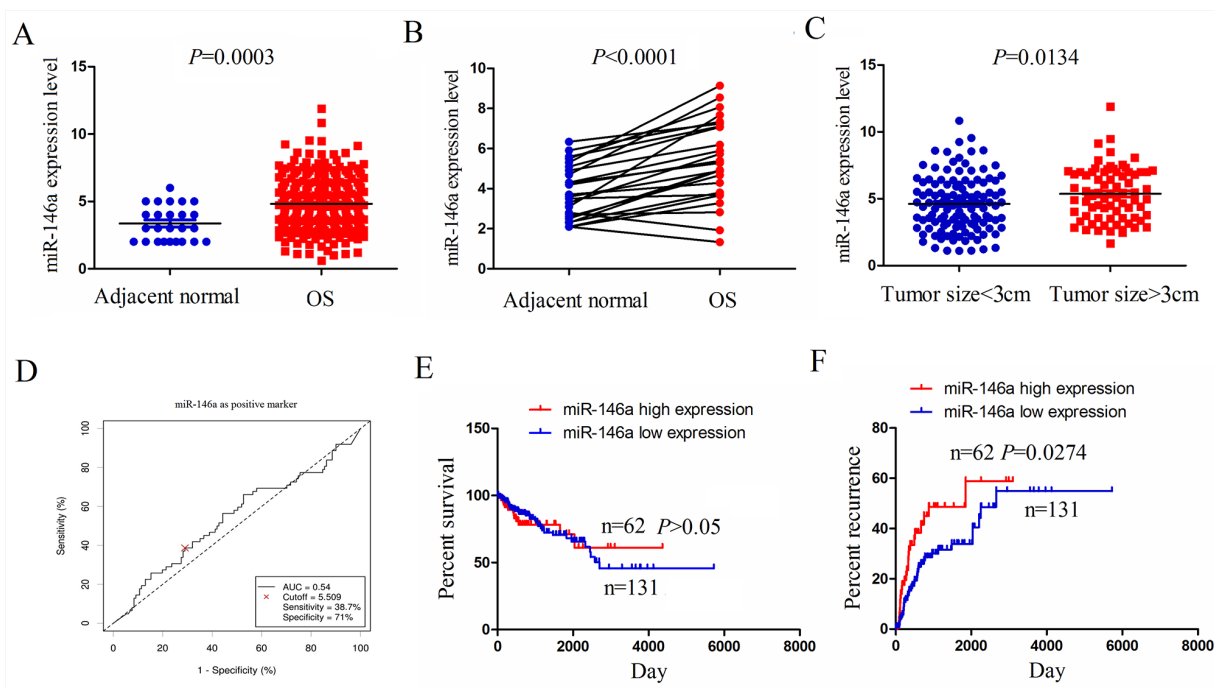 A
P=0.0003
miR-146a expression level
15
10
5
0
Adjacent normal
OS
B
P<0.0001
miR-146a expression level
10
8
6
4
2
0
Adjacent normal
OS
C
P=0.0134
miR-146a expression level
15
10
5
0
Tumor size<3cm
Tumor size>3cm
D
miR-146a as positive marker
Sensitivity (%)
100
80
60
40
20
0
AUC = 0.54
Cutoff = 5.509
Sensitivity = 38.7%
Specificity = 71%
0 20 40 60 80 100
1 - Specificity (%)
E
miR-146a high expression
miR-146a low expression
Percent survival
150
100
50
0
n=62 P>0.05
n=131
0 2000 4000 6000 8000
Day
F
miR-146a high expression
miR-146a low expression
Percent recurrence
80
60
40
20
0
n=62 P=0.0274
n=131
0 2000 4000 6000 8000
Day